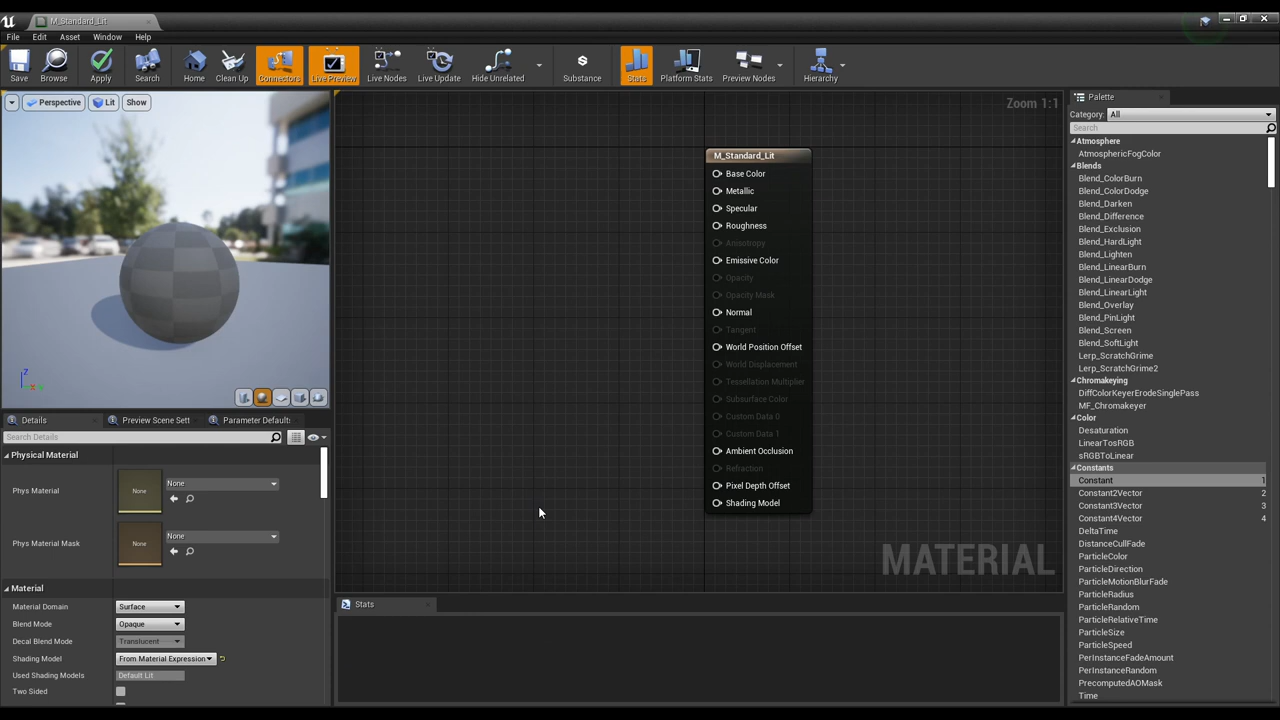 M_Standard_Lit
File Edit Asset Window Help
Save Browse Apply Search Home Clean Up Connectors Live Preview Live Nodes Live Update Hide Unrelated Substance Stats Platform Stats Preview Nodes Hierarchy
Perspective Lit Show
Z
X
Details Preview Scene Sett Parameter Default
Search Details
Physical Material
Phys Material
None
None
Phys Material Mask
None
None
Material
Material Domain Surface
Blend Mode Opaque
Decal Blend Mode Translucent
Shading Model From Material Expression
Used Shading Models Default Lit
Two Sided
Zoom 1:1
M_Standard_Lit
Base Color
Metallic
Specular
Roughness
Anisotropy
Emissive Color
Opacity
Opacity Mask
Normal
Tangent
World Position Offset
World Displacement
Tessellation Multiplier
Subsurface Color
Custom Data 0
Custom Data 1
Ambient Occlusion
Refraction
Pixel Depth Offset
Shading Model
MATERIAL
Stats
Palette
Category: All
Search
Atmosphere
AtmosphericFogColor
Blends
Blend_ColorBurn
Blend_ColorDodge
Blend_Darken
Blend_Difference
Blend_Exclusion
Blend_HardLight
Blend_Lighten
Blend_LinearBurn
Blend_LinearDodge
Blend_LinearLight
Blend_Overlay
Blend_PinLight
Blend_Screen
Blend_SoftLight
Lerp_ScratchGrime
Lerp_ScratchGrime2
Chromakeying
DiffColorKeyerErodeSinglePass
MF_Chromakeyer
Color
Desaturation
LinearTosRGB
sRGBToLinear
Constants
Constant 1
Constant2Vector 2
Constant3Vector 3
Constant4Vector 4
DeltaTime
DistanceCullFade
ParticleColor
ParticleDirection
ParticleMotionBlurFade
ParticleRadius
ParticleRandom
ParticleRelativeTime
ParticleSize
ParticleSpeed
PerInstanceFadeAmount
PerInstanceRandom
PrecomputedAOMask
Time